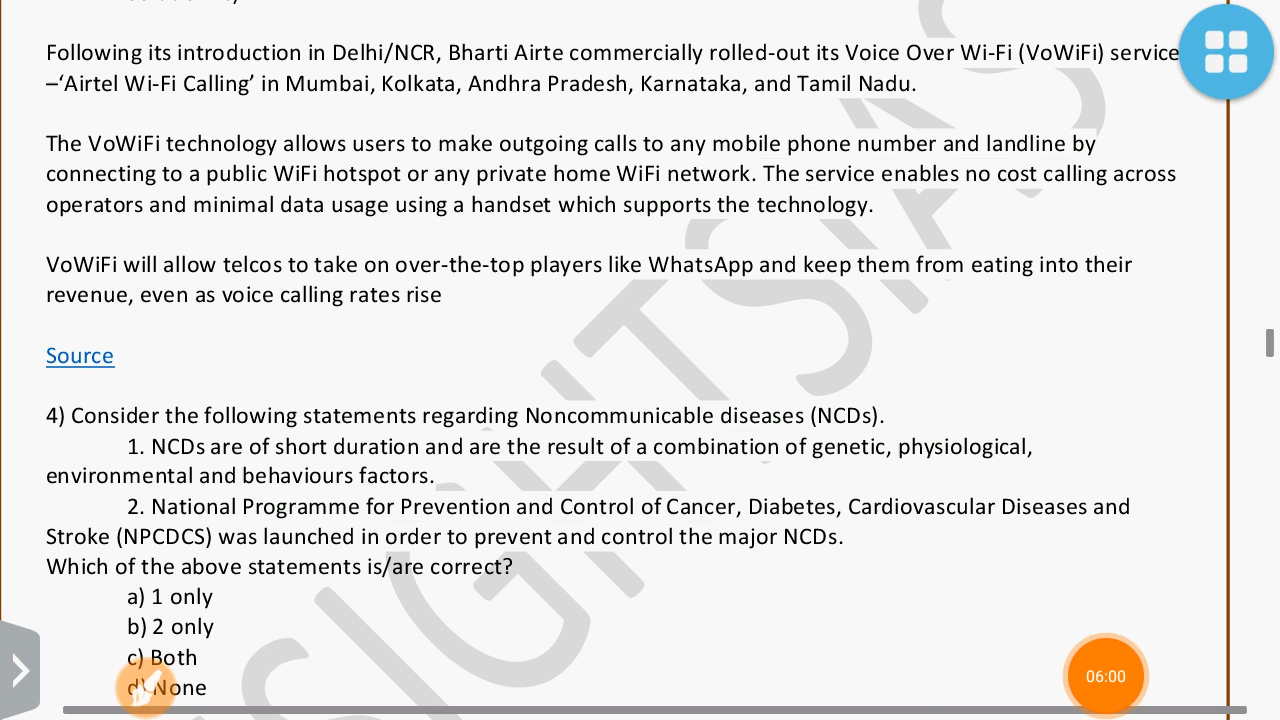 Following its introduction in Delhi/NCR, Bharti Airte commercially rolled-out its Voice Over Wi-Fi (VoWiFi) service
–‘Airtel Wi-Fi Calling’ in Mumbai, Kolkata, Andhra Pradesh, Karnataka, and Tamil Nadu.
The VoWiFi technology allows users to make outgoing calls to any mobile phone number and landline by
connecting to a public WiFi hotspot or any private home WiFi network. The service enables no cost calling across
operators and minimal data usage using a handset which supports the technology.
VoWiFi will allow telcos to take on over-the-top players like WhatsApp and keep them from eating into their
revenue, even as voice calling rates rise
Source
4) Consider the following statements regarding Noncommunicable diseases (NCDs).
1. NCDs are of short duration and are the result of a combination of genetic, physiological,
environmental and behaviours factors.
2. National Programme for Prevention and Control of Cancer, Diabetes, Cardiovascular Diseases and
Stroke (NPCDCS) was launched in order to prevent and control the major NCDs.
Which of the above statements is/are correct?
a) 1 only
b) 2 only
c) Both
d) None
06:00